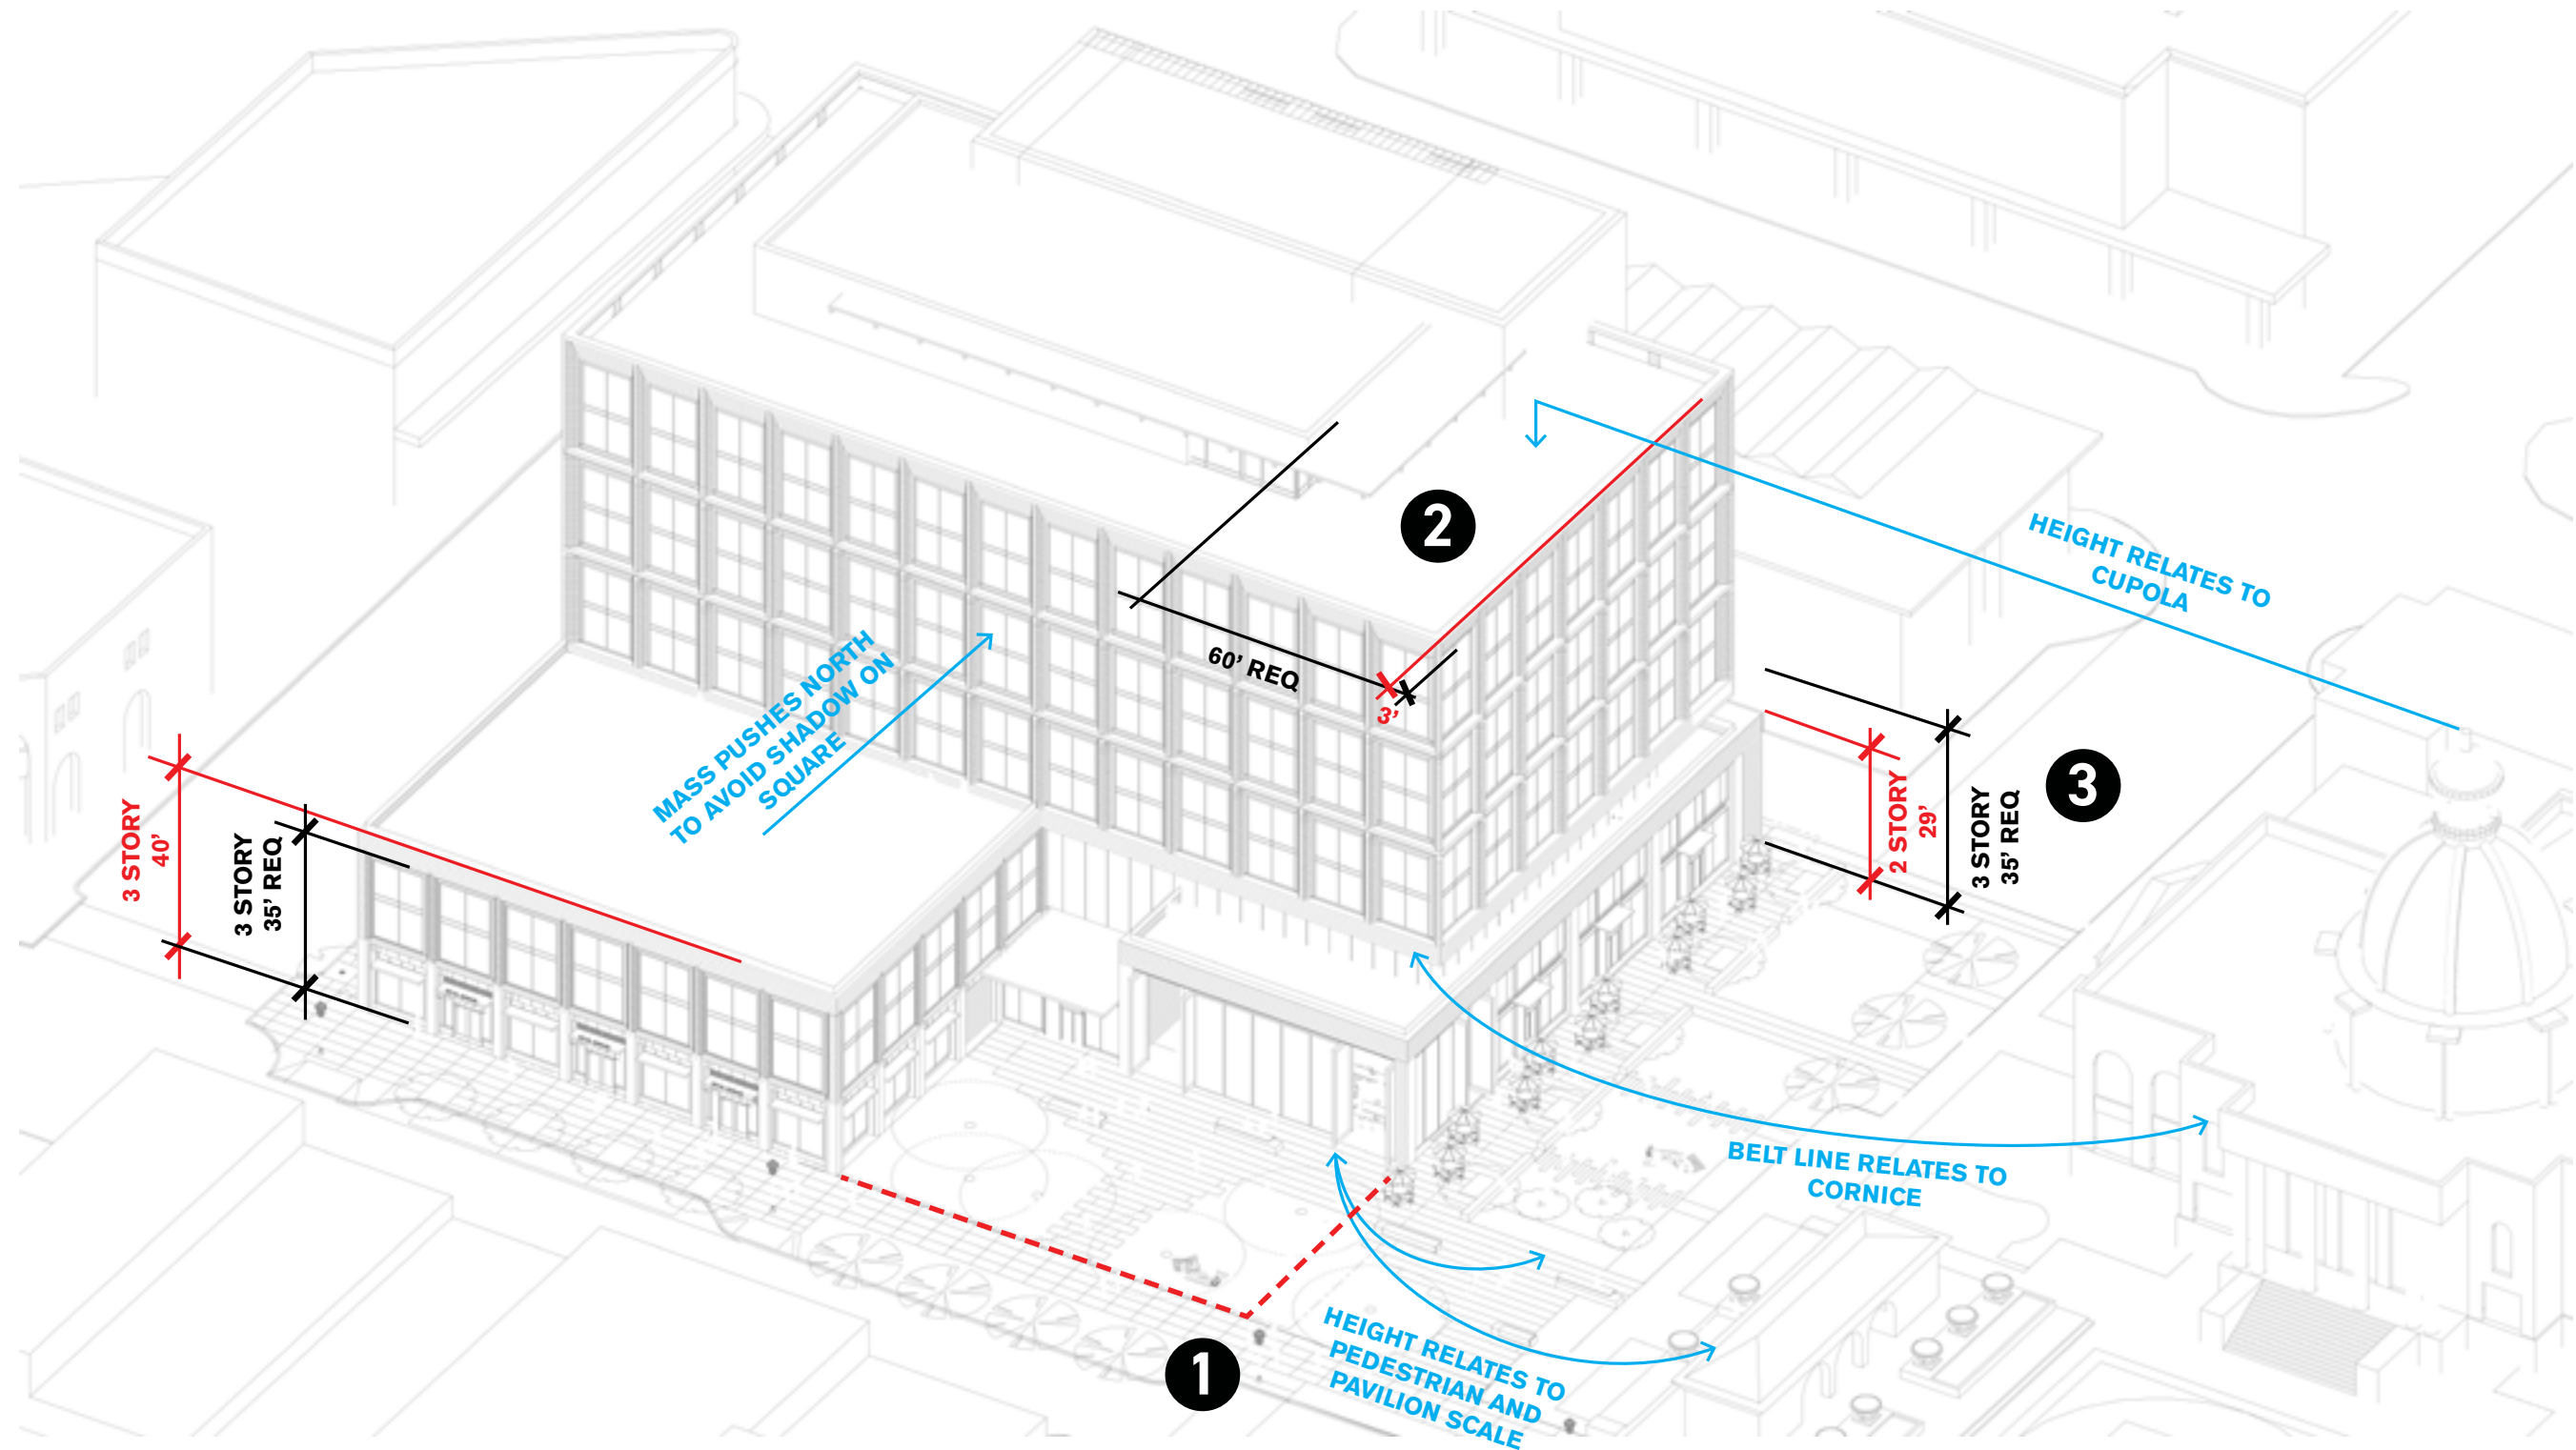 2
HEIGHT RELATES TO
CUPOLA
60’ REQ
3’
MASS PUSHES NORTH
TO AVOID SHADOW ON
SQUARE
3 STORY
40’
3 STORY
35’ REQ
2 STORY
29’
3 STORY
35’ REQ
3
BELT LINE RELATES TO
CORNICE
1
HEIGHT RELATES TO
PEDESTRIAN AND
PAVILION SCALE